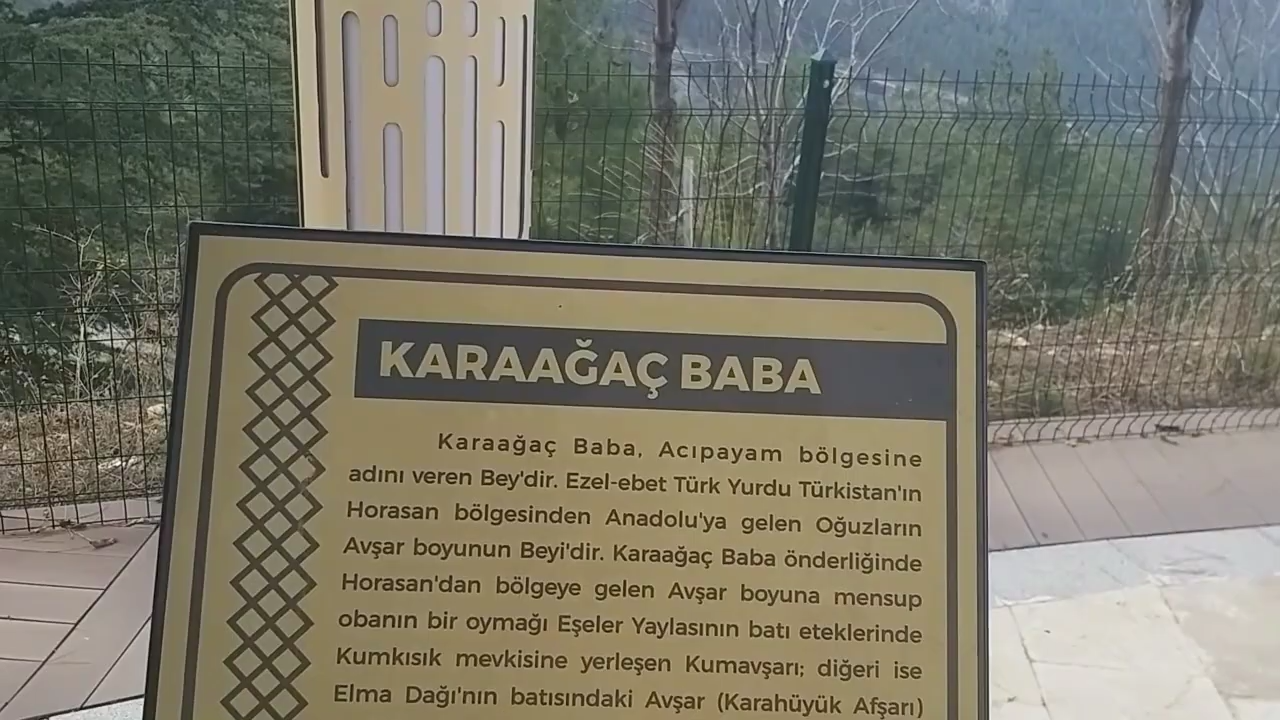 KARAAĞAÇ BABA
Karaağaç Baba, Acıpayam bölgesine
adını veren Bey'dir. Ezel-ebet Türk Yurdu Türkistan'ın
Horasan bölgesinden Anadolu'ya gelen Oğuzların
Avşar boyunun Beyi'dir. Karaağaç Baba önderliğinde
Horasan'dan bölgeye gelen Avşar boyuna mensup
obanın bir oymağı Eşeler Yaylasının batı eteklerinde
Kumkısık mevkisine yerleşen Kumavşarı; diğeri ise
Elma Dağı'nın batısındaki Avşar (Karahüyük Afşarı)